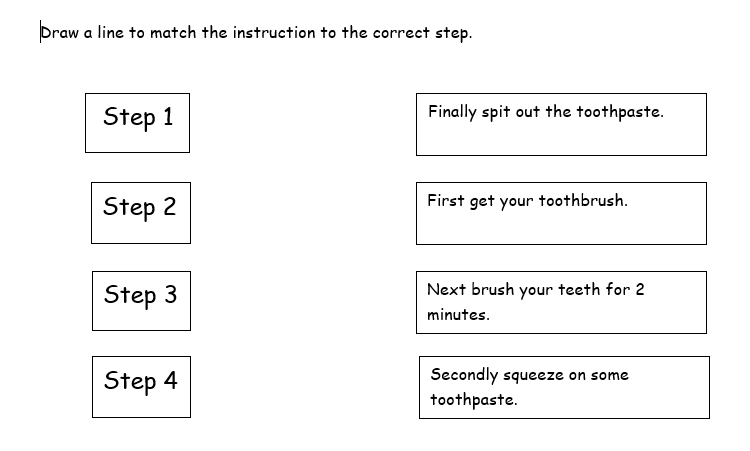 Draw a line to match the instruction to the correct step.
Step 1
Finally spit out the toothpaste.
Step 2
First get your toothbrush.
Step 3
Next brush your teeth for 2
minutes.
Step 4
Secondly squeeze on some
toothpaste.